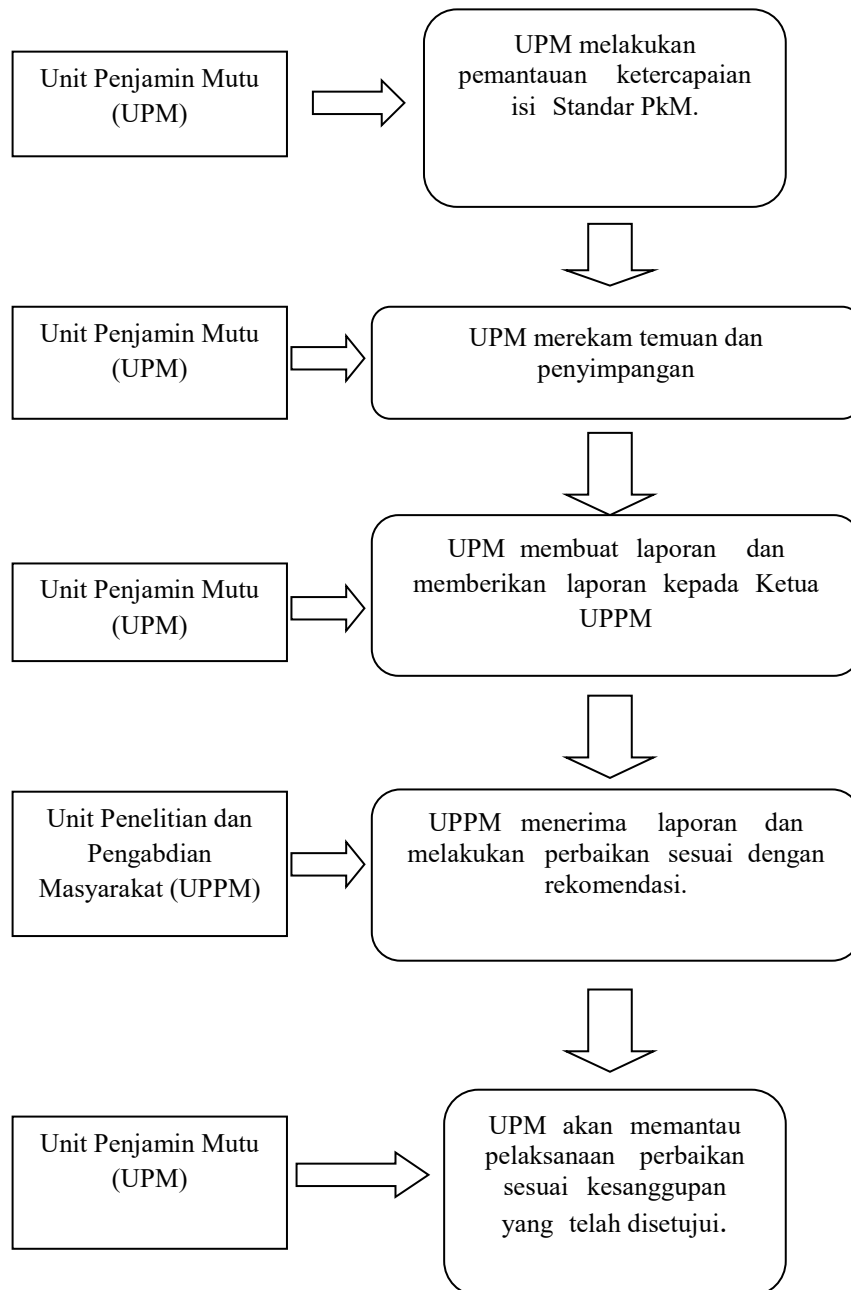 Unit Penjamin Mutu
(UPM)
UPM melakukan
pemantauan ketercapaian
isi Standar PkM.
Unit Penjamin Mutu
(UPM)
UPM merekam temuan dan
penyimpangan
Unit Penjamin Mutu
(UPM)
UPM membuat laporan dan
memberikan laporan kepada Ketua
UPPM
Unit Penelitian dan
Pengabdian
Masyarakat (UPPM)
UPPM menerima laporan dan
melakukan perbaikan sesuai dengan
rekomendasi.
Unit Penjamin Mutu
(UPM)
UPM akan memantau
pelaksanaan perbaikan
sesuai kesanggupan
yang telah disetujui.